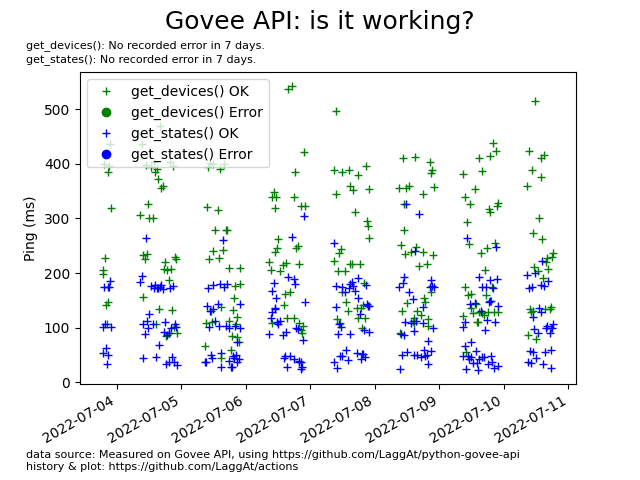 Govee API: is it working?
get_devices(): No recorded error in 7 days.
get_states(): No recorded error in 7 days.
get_devices() OK
get_devices() Error
get_states() OK
get_states() Error
Ping (ms)
500
400
300
200
100
0
2022-07-04
2022-07-05
2022-07-06
2022-07-07
2022-07-08
2022-07-09
2022-07-10
2022-07-11
data source: Measured on Govee API, using https://github.com/LaggAt/python-govee-api
history & plot: https://github.com/LaggAt/actions